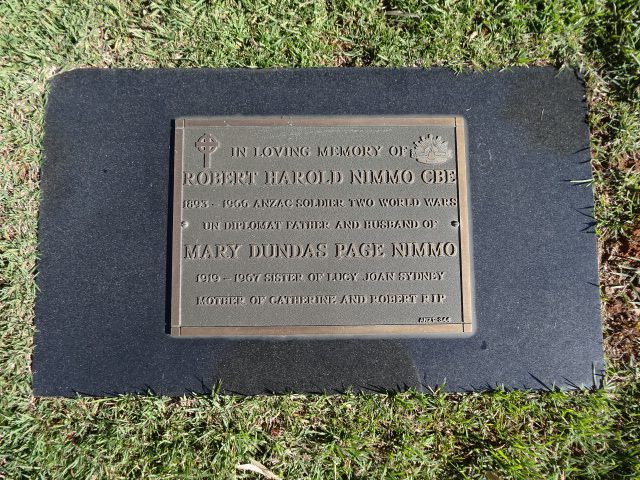 IN LOVING MEMORY OF
ROBERT HAROLD NIMMO CBE
1893 - 1966 ANZAC SOLDIER TWO WORLD WARS
UN DIPLOMAT FATHER AND HUSBAND OF
MARY DUNDAS PAGE NIMMO
1919 - 1967 SISTER OF LUCY JOAN SYDNEY
MOTHER OF CATHERINE AND ROBERT R I P